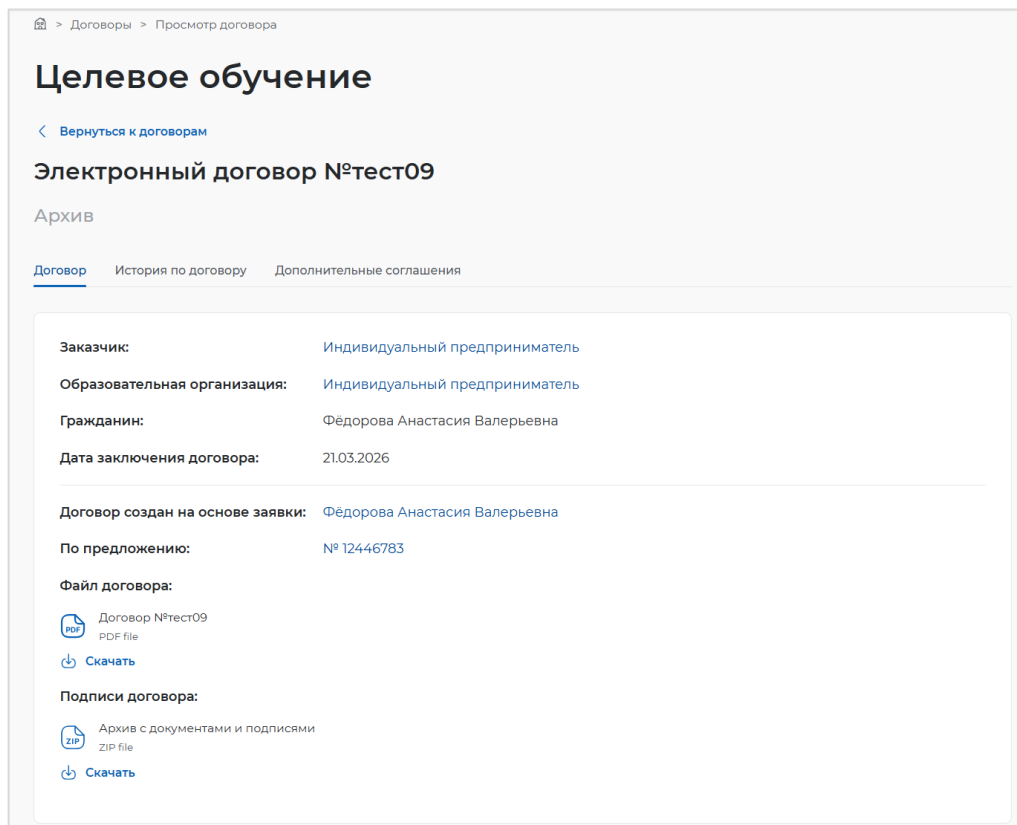 > Договоры > Просмотр договора
Целевое обучение
Вернуться к договорам
Электронный договор №тест09
Архив
Договор История по договору Дополнительные соглашения
Заказчик: Индивидуальный предприниматель
Образовательная организация: Индивидуальный предприниматель
Гражданин: Фёдорова Анастасия Валерьевна
Дата заключения договора: 21.03.2026
Договор создан на основе заявки: Фёдорова Анастасия Валерьевна
По предложению: № 12446783
Файл договора:
Договор №тест09
PDF
PDF file
Скачать
Подписи договора:
Архив с документами и подписями
ZIP
ZIP file
Скачать